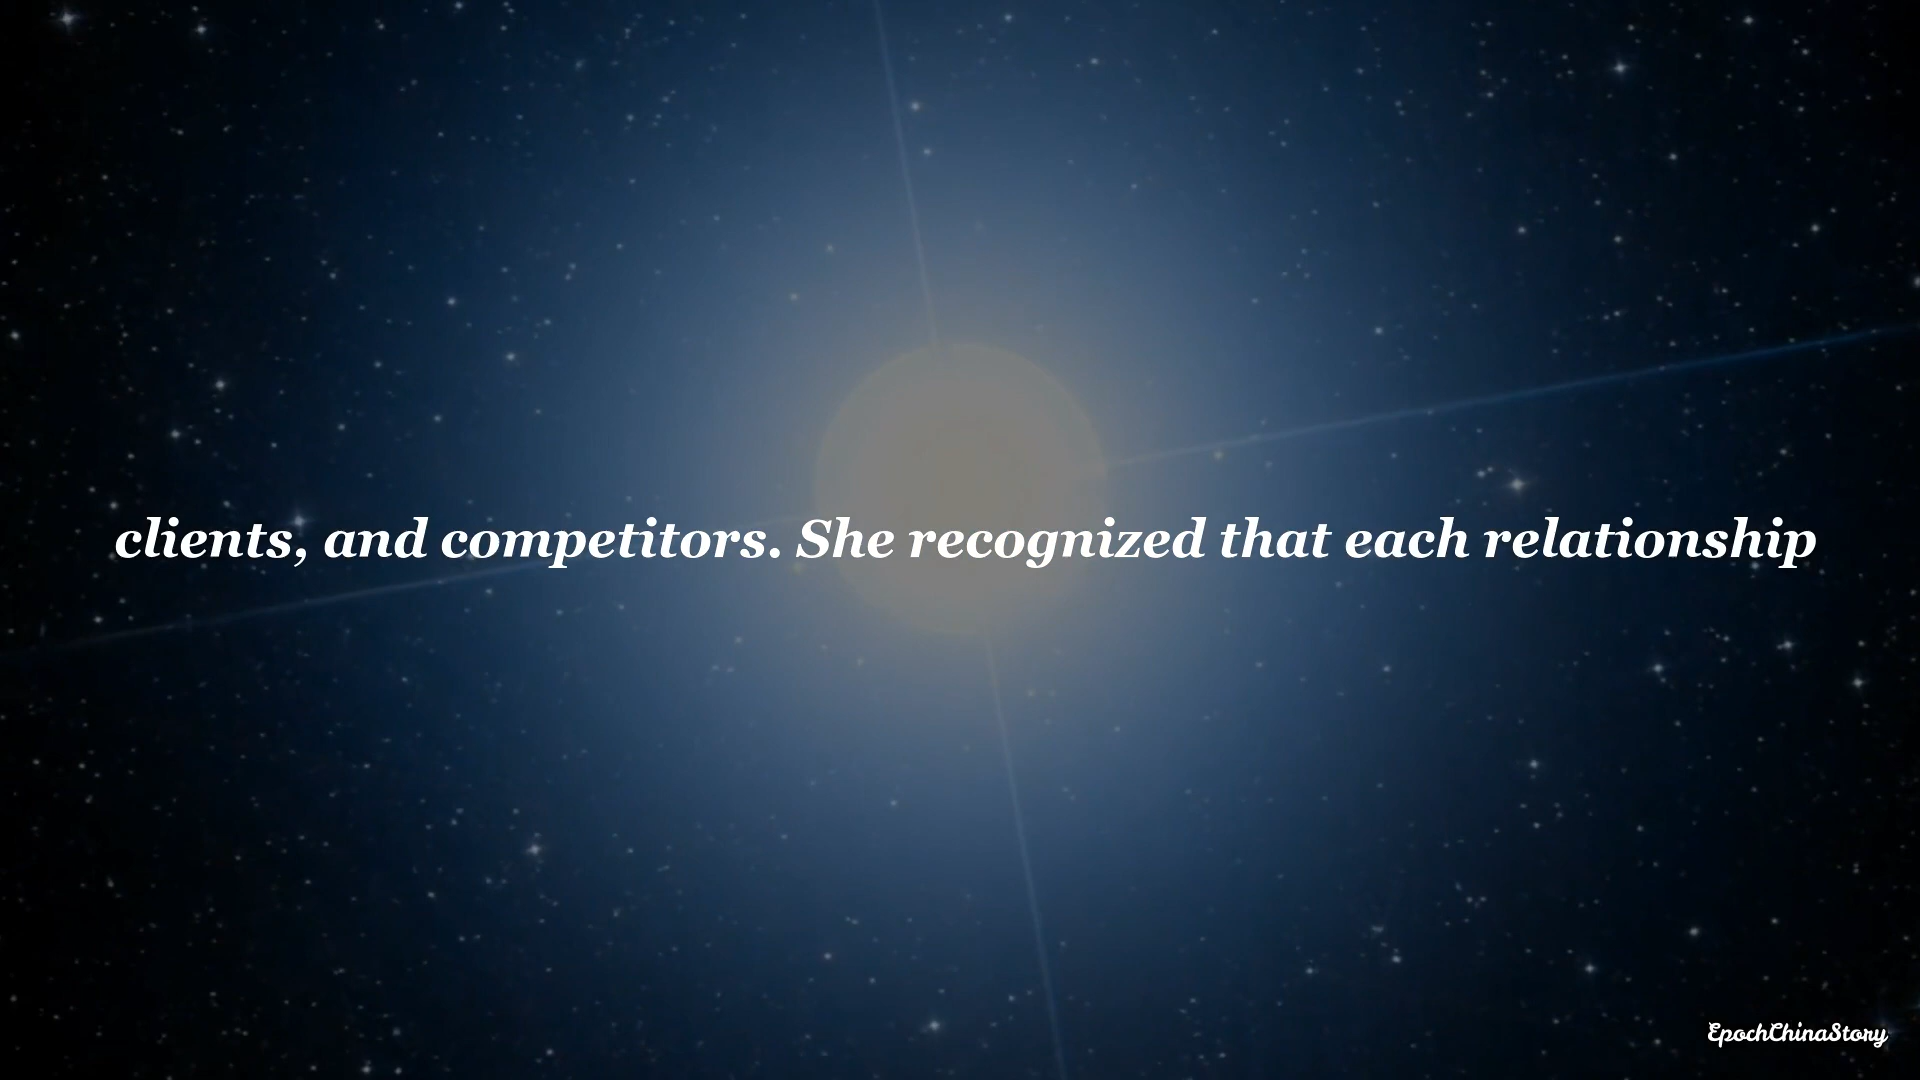 clients, and competitors. She recognized that each relationship
EpochChinaStory